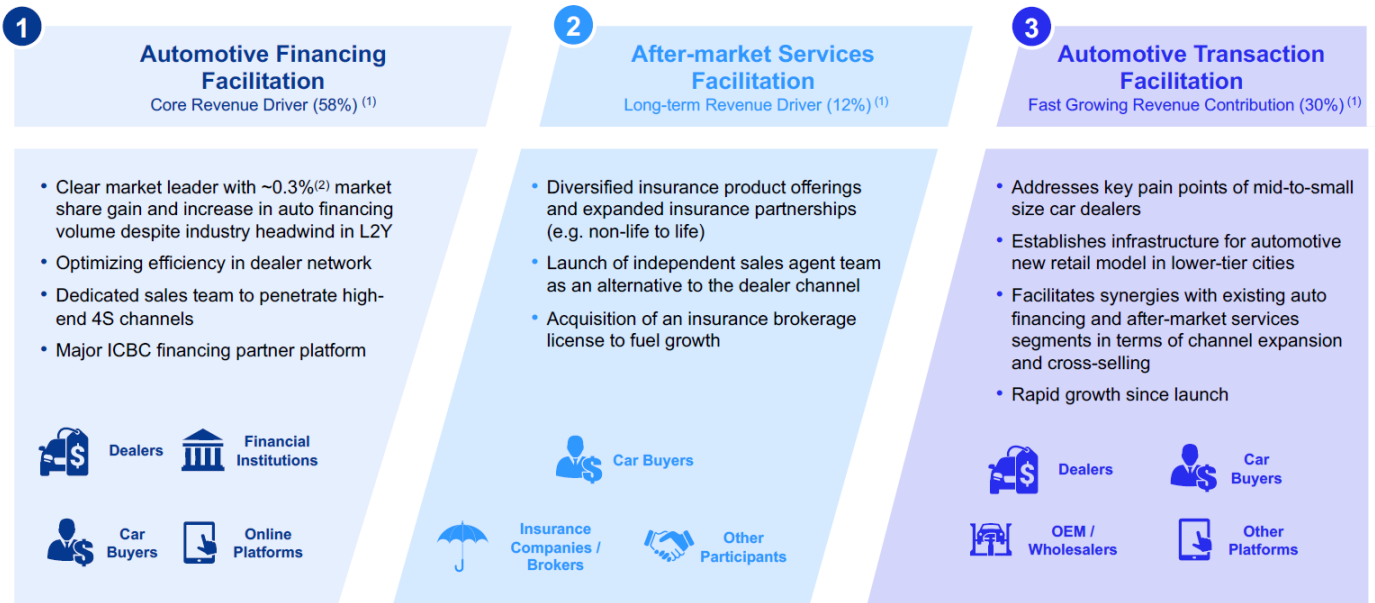 1
Automotive Financing
Facilitation
Core Revenue Driver (58%) (1)
• Clear market leader with ~0.3%(2) market
share gain and increase in auto financing
volume despite industry headwind in L2Y
• Optimizing efficiency in dealer network
• Dedicated sales team to penetrate high-
end 4S channels
• Major ICBC financing partner platform
Dealers
Financial
Institutions
Car
Buyers
Online
Platforms
2
After-market Services
Facilitation
Long-term Revenue Driver (12%) (1)
• Diversified insurance product offerings
and expanded insurance partnerships
(e.g. non-life to life)
• Launch of independent sales agent team
as an alternative to the dealer channel
• Acquisition of an insurance brokerage
license to fuel growth
Car Buyers
Insurance
Companies /
Brokers
Other
Participants
3
Automotive Transaction
Facilitation
Fast Growing Revenue Contribution (30%) (1)
• Addresses key pain points of mid-to-small
size car dealers
• Establishes infrastructure for automotive
new retail model in lower-tier cities
• Facilitates synergies with existing auto
financing and after-market services
segments in terms of channel expansion
and cross-selling
• Rapid growth since launch
Dealers
Car
Buyers
OEM /
Wholesalers
Other
Platforms